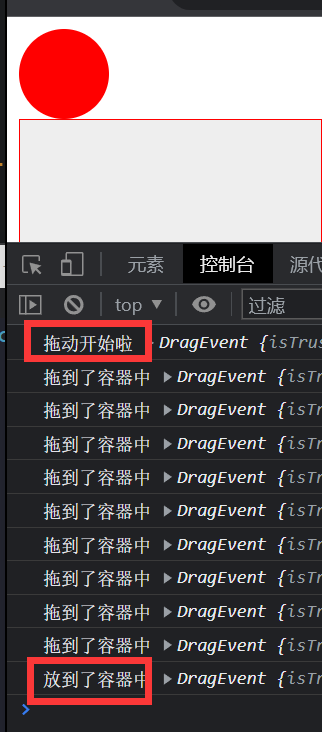 元素
控制台
源代
top ▼
过滤
拖动开始啦 DragEvent {isTrus
拖到了容器中 ▶DragEvent {isTr
拖到了容器中 ▶DragEvent {isTr
拖到了容器中 ▶DragEvent {isTr
拖到了容器中 ▶DragEvent {isTr
拖到了容器中 ▶DragEvent {isTr
拖到了容器中 ▶DragEvent {isTr
拖到了容器中 ▶DragEvent {isTr
拖到了容器中 ▶DragEvent {isTr
拖到了容器中 ▶DragEvent {isTr
放到了容器中 ▶DragEvent {isTr